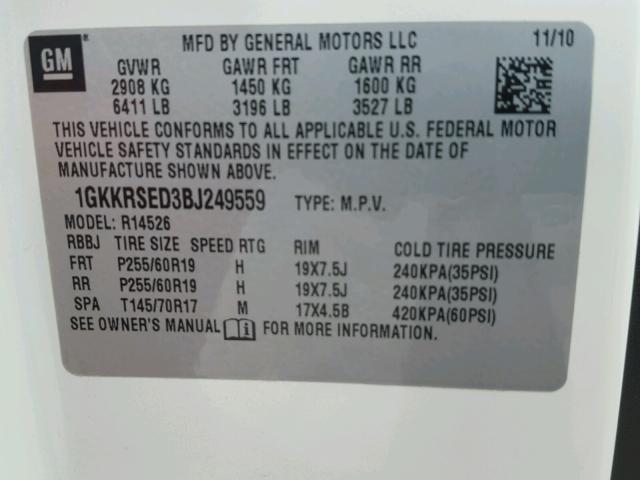 GM ® MFD BY GENERAL MOTORS LLC 11/10
GVWR GAWR FRT GAWR RR
2908 KG 1450 KG 1600 KG
6411 LB 3196 LB 3527 LB
THIS VEHICLE CONFORMS TO ALL APPLICABLE U.S. FEDERAL MOTOR
VEHICLE SAFETY STANDARDS IN EFFECT ON THE DATE OF
MANUFACTURE SHOWN ABOVE.
1GKKRSED3BJ249559 TYPE: M.P.V.
MODEL: R14526
RBBJ TIRE SIZE SPEED RTG RIM COLD TIRE PRESSURE
FRT P255/60R19 H 19X7.5J 240KPA(35PSI)
RR P255/60R19 H 19X7.5J 240KPA(35PSI)
SPA T145/70R17 M 17X4.5B 420KPA(60PSI)
SEE OWNER'S MANUAL FOR MORE INFORMATION.